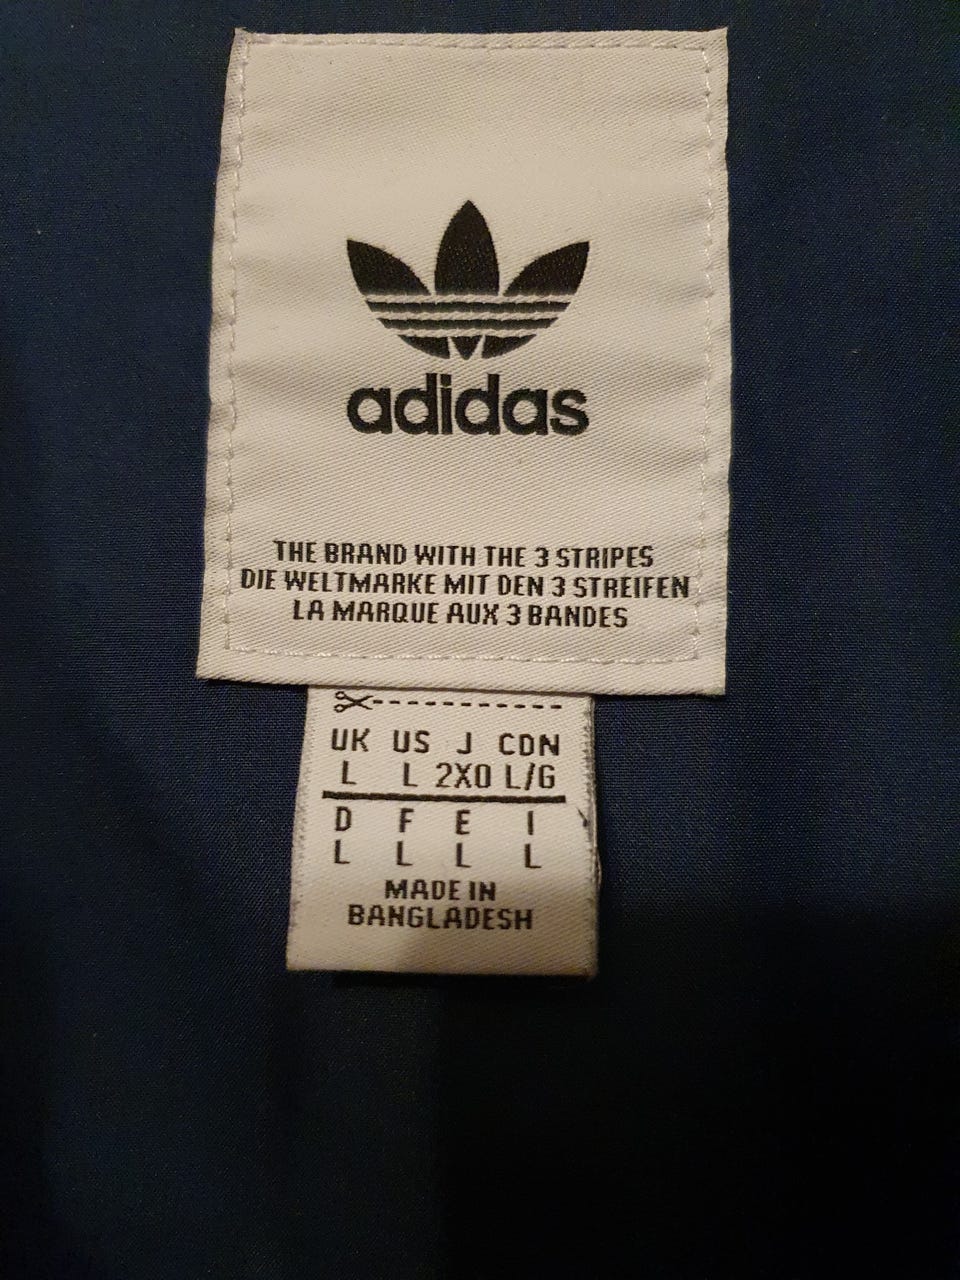 adidas
THE BRAND WITH THE 3 STRIPES
DIE WELTMARKE MIT DEN 3 STREIFEN
LA MARQUE AUX 3 BANDES
UK US J CDN
L L 2XO L/G
D F E I
L L L L
MADE IN
BANGLADESH